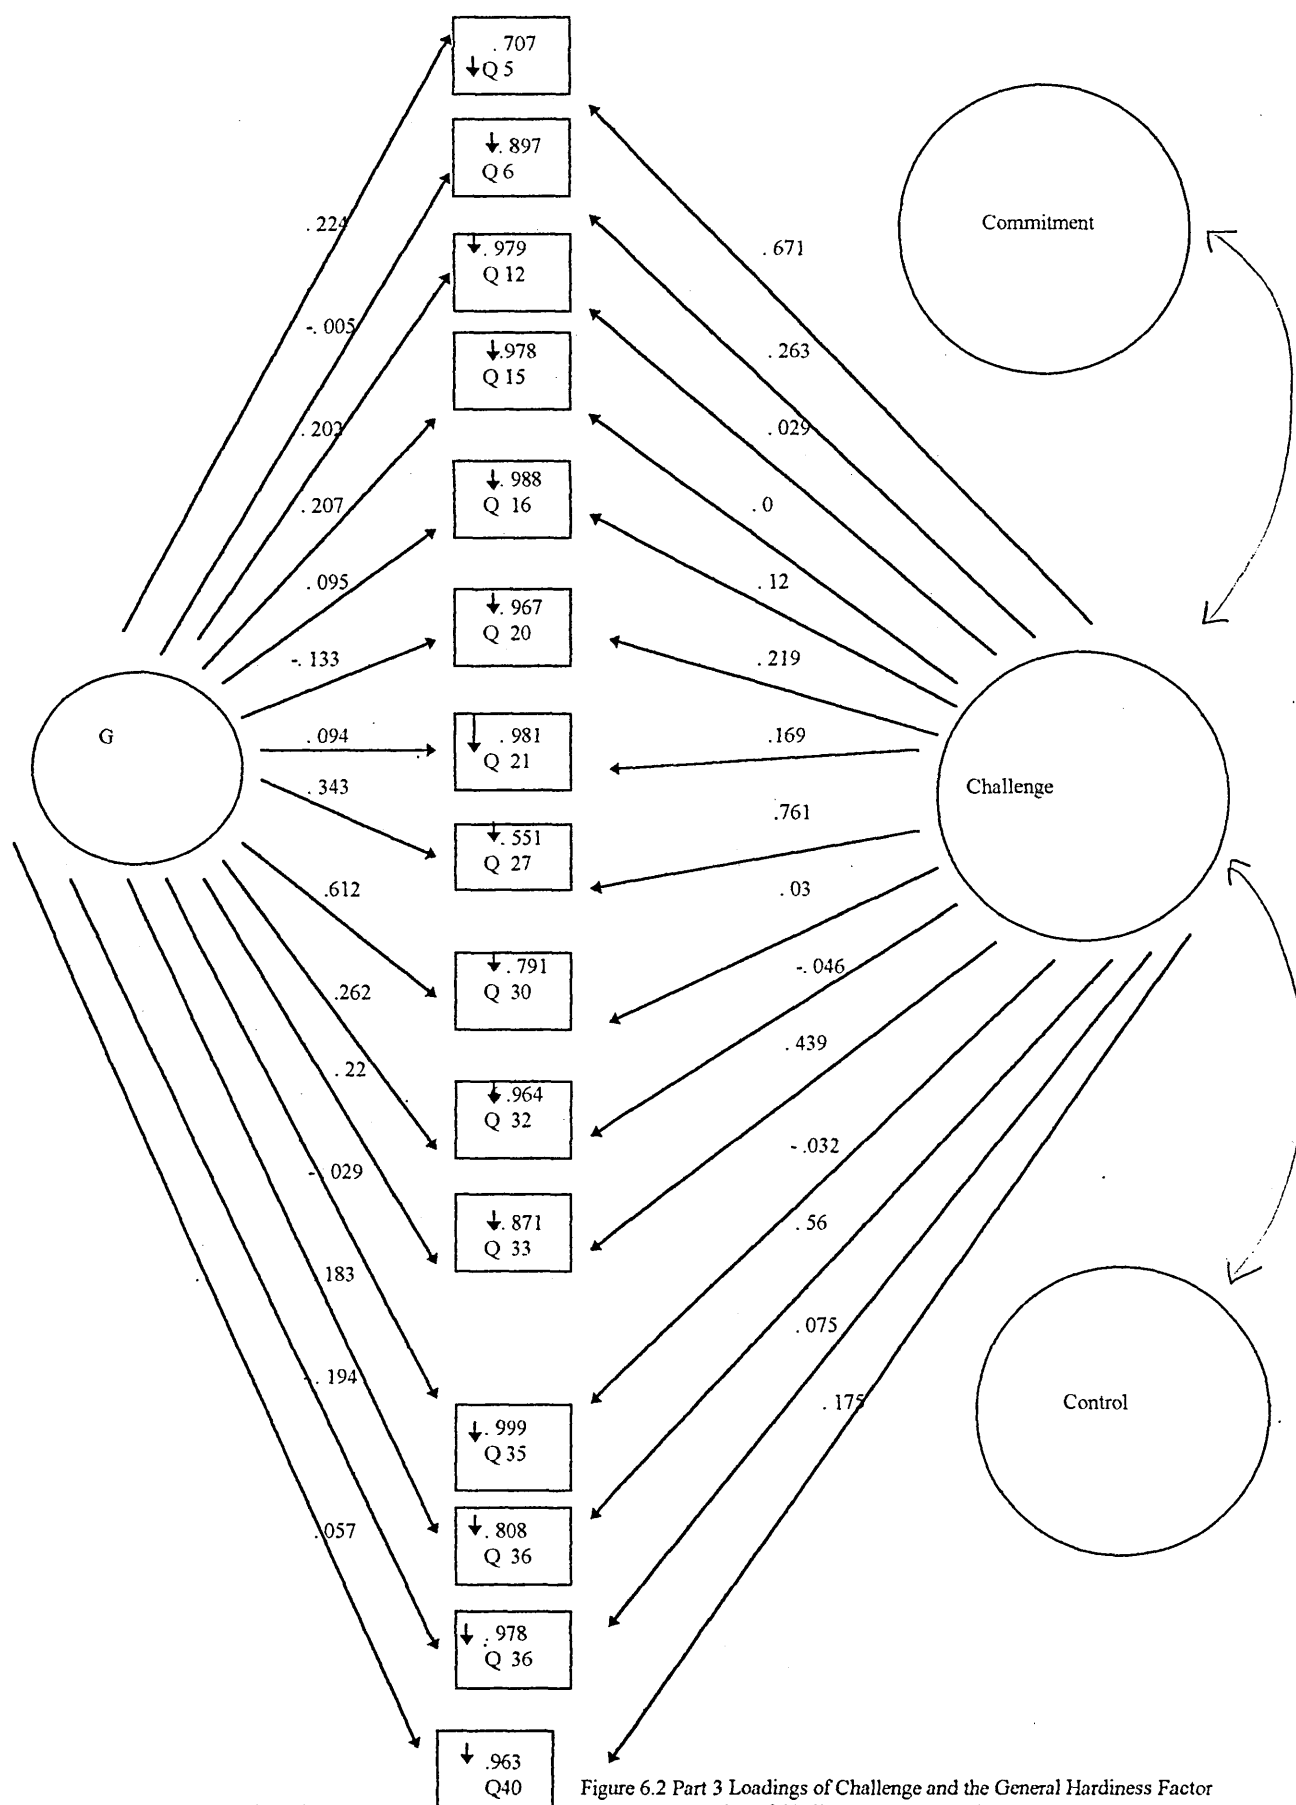 . 707
Q 5
. 897
Q 6
. 979
Q 12
.978
Q 15
. 988
Q 16
. 967
Q 20
. 981
Q 21
.551
Q 27
. 791
Q 30
.964
Q 32
. 871
Q 33
. 999
Q 35
. 808
Q 36
. 978
Q 36
.963
Q40
. 224
-. 005
. 203
. 207
. 095
-. 133
. 094
. 343
.612
.262
. 22
-. 029
. 183
-. 194
.057
G
. 671
. 263
. 029
. 0
. 12
. 219
. 169
.761
. 03
-. 046
. 439
- .032
. 56
. 075
. 175
Commitment
Challenge
Control
Figure 6.2 Part 3 Loadings of Challenge and the General Hardiness Factor